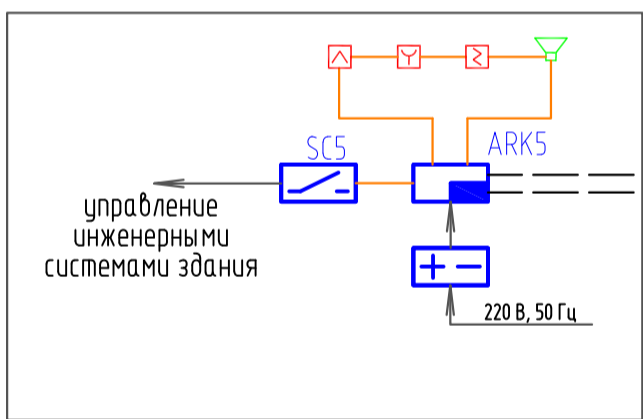 SC5
ARK5
управление
инженерными
системами здания
220 В, 50 Гц